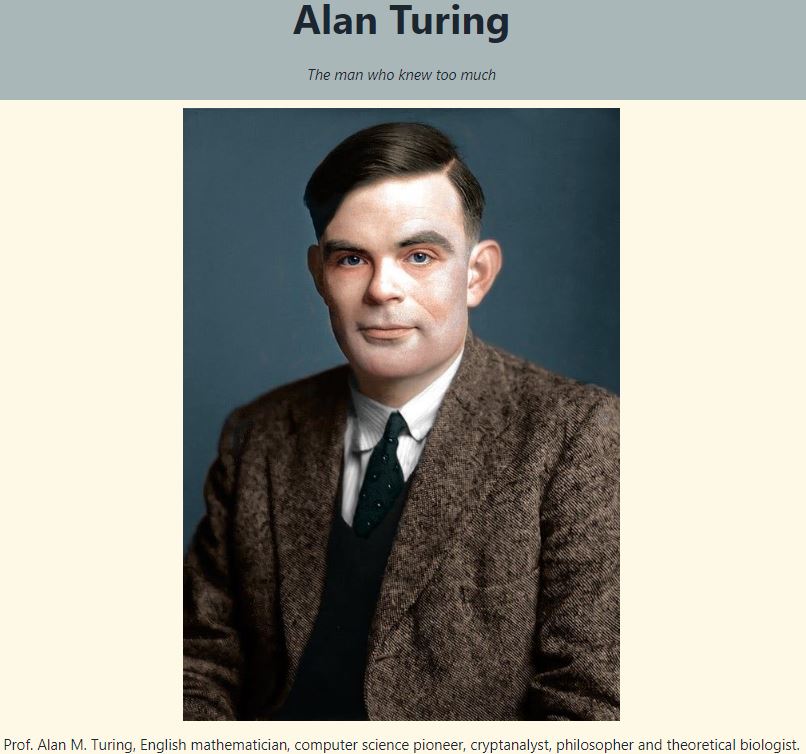 Alan Turing
The man who knew too much
Prof. Alan M. Turing, English mathematician, computer science pioneer, cryptanalyst, philosopher and theoretical biologist.